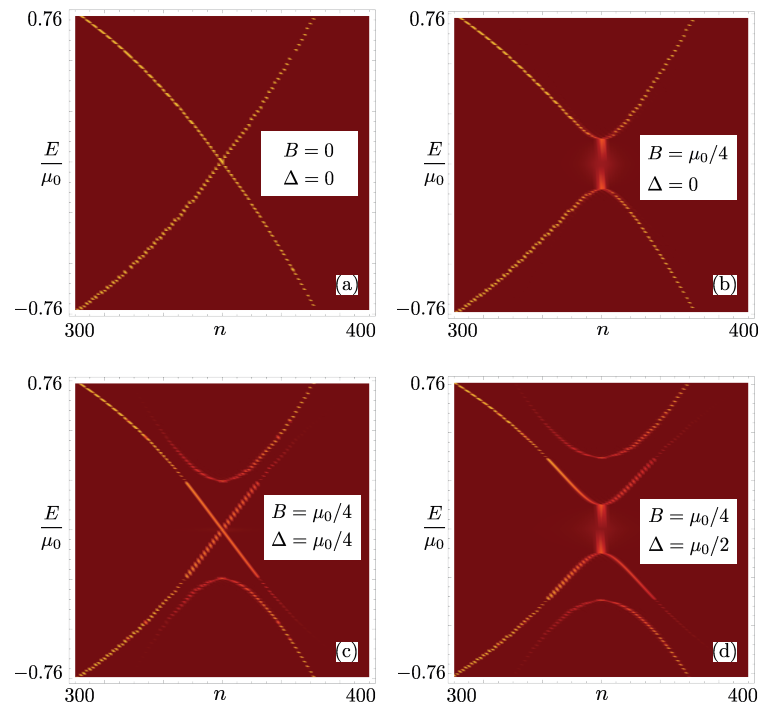 0.76
E
μ₀
B = 0
Δ = 0
(a)
−0.76
300
n
400
0.76
E
μ₀
B = μ₀/4
Δ = 0
(b)
−0.76
300
n
400
0.76
E
μ₀
B = μ₀/4
Δ = μ₀/4
(c)
−0.76
300
n
400
0.76
E
μ₀
B = μ₀/4
Δ = μ₀/2
(d)
−0.76
300
n
400